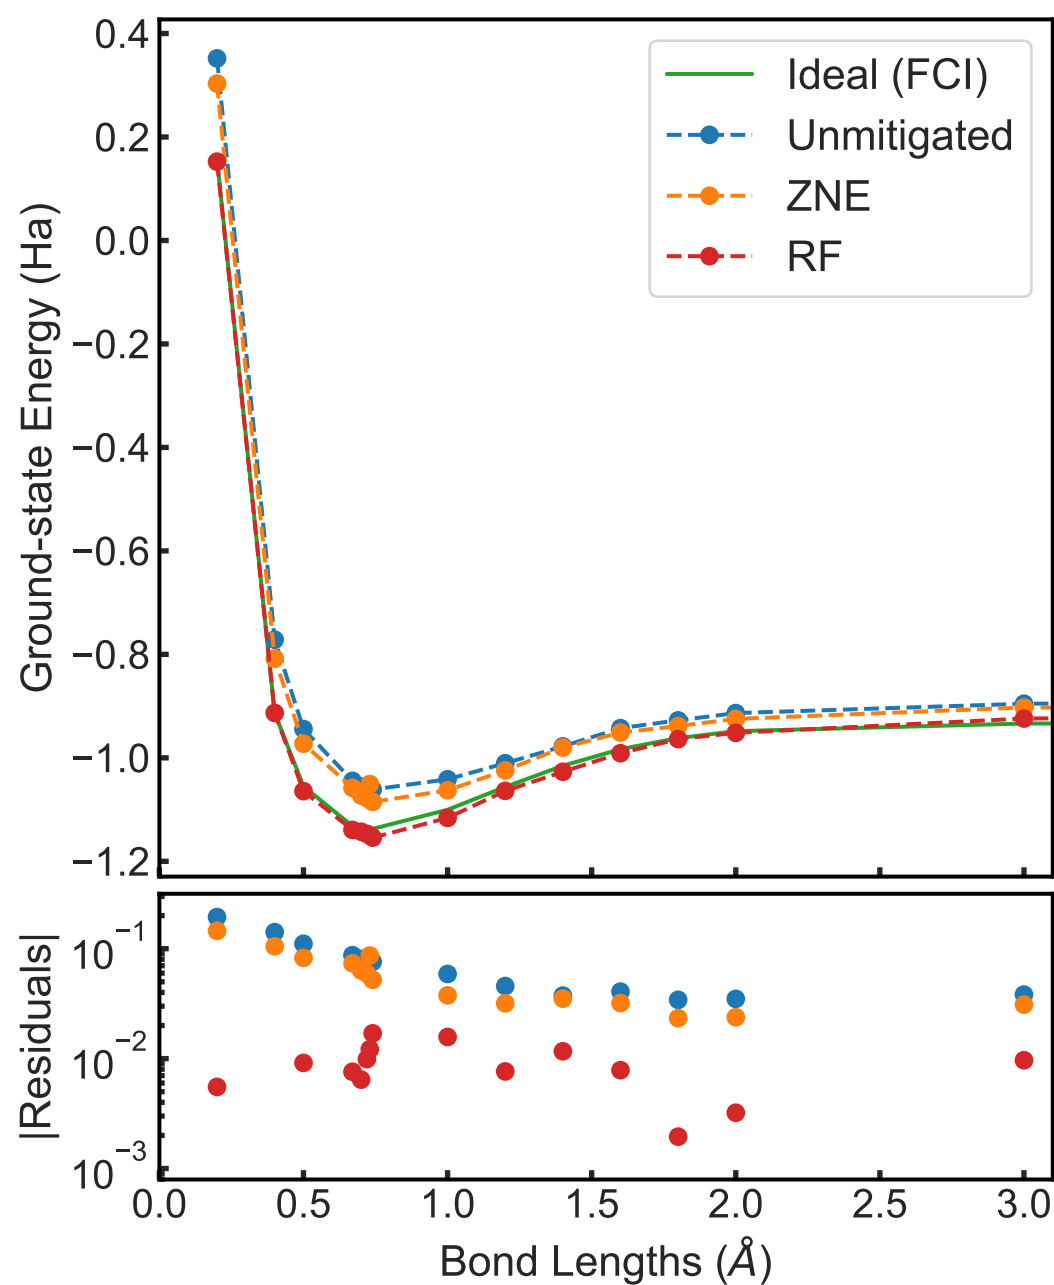 0.4
0.2
0.0
−0.2
−0.4
−0.6
−0.8
−1.0
−1.2
Ground-state Energy (Ha)
Ideal (FCI)
Unmitigated
ZNE
RF
10⁻¹
10⁻²
10⁻³
|Residuals|
0.0 0.5 1.0 1.5 2.0 2.5 3.0
Bond Lengths (Å)